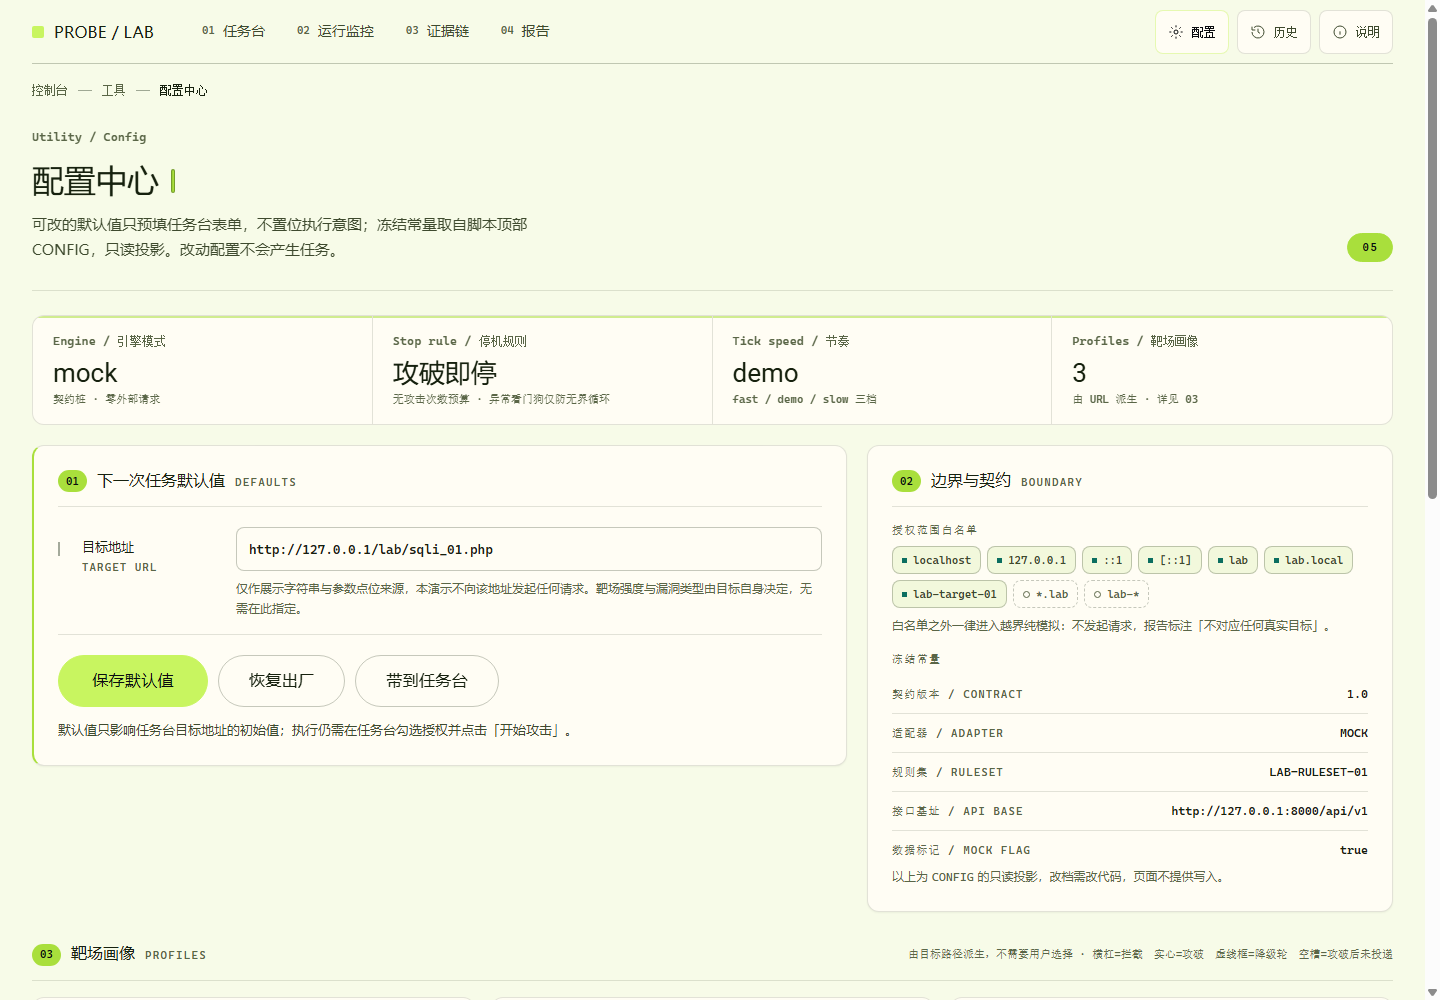 PROBE / LAB
01 任务台
02 运行监控
03 证据链
04 报告
配置
历史
说明
控制台 — 工具 — 配置中心
Utility / Config
配置中心
可改的默认值只预填任务台表单，不置位执行意图；冻结常量取自脚本顶部
CONFIG，只读投影。改动配置不会产生任务。
05
Engine / 引擎模式
mock
契约桩 · 零外部请求
Stop rule / 停机规则
攻破即停
无攻击次数预算 · 异常看门狗仅防无界循环
Tick speed / 节奏
demo
fast / demo / slow 三档
Profiles / 靶场画像
3
由 URL 派生 · 详见 03
01 下一次任务默认值 DEFAULTS
目标地址
TARGET URL
http://127.0.0.1/lab/sqli_01.php
仅作展示字符串与参数点位来源，本演示不向该地址发起任何请求。靶场强度与漏洞类型由目标自身决定，无
需在此指定。
保存默认值
恢复出厂
带到任务台
默认值只影响任务台目标地址的初始值；执行仍需在任务台勾选授权并点击「开始攻击」。
02 边界与契约 BOUNDARY
授权范围白名单
localhost
127.0.0.1
::1
[::1]
lab
lab.local
lab-target-01
*.lab
lab-*
白名单之外一律进入越界纯模拟：不发起请求，报告标注「不对应任何真实目标」。
冻结常量
契约版本 / CONTRACT 1.0
适配器 / ADAPTER MOCK
规则集 / RULESET LAB-RULESET-01
接口基址 / API BASE http://127.0.0.1:8000/api/v1
数据标记 / MOCK FLAG true
以上为 CONFIG 的只读投影，改档需改代码，页面不提供写入。
03 靶场画像 PROFILES
由目标路径派生，不需要用户选择 · 横杠=拦截 实心=攻破 虚线框=降级轮 空槽=攻破后未投递